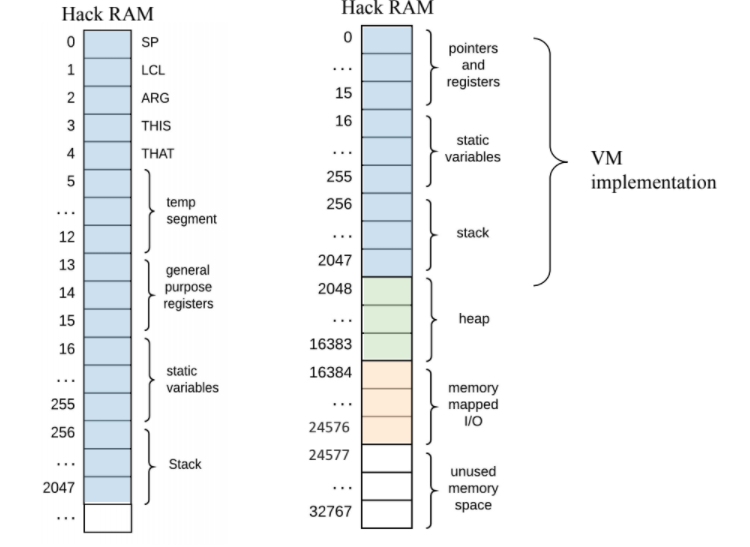 Hack RAM
0 SP
1 LCL
2 ARG
3 THIS
4 THAT
5
...
12
temp
segment
13
14
15
general
purpose
registers
16
...
255
static
variables
256
...
2047
Stack
...
Hack RAM
0
...
15
pointers
and
registers
16
...
255
static
variables
256
...
2047
stack
VM
implementation
2048
...
16383
heap
16384
...
24576
memory
mapped
I/O
24577
...
32767
unused
memory
space